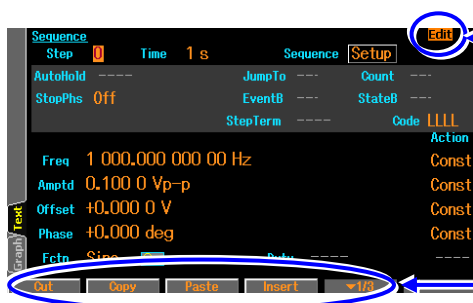 Sequence Edit
Step 0 Time 1 s Sequence Setup
AutoHold ---- JumpTo --- Count ---
StopPhs Off EventB --- StateB ---
StepTerm ---- Code LLLL
Action
Freq 1 000.000 000 00 Hz Const
Amptd 0.100 0 Vp-p Const
Offset +0.000 0 V Const
Phase +0.000 deg Const
Fctn Sine Duty ---- ----
Text
Graph
Cut Copy Paste Insert ▼1/3